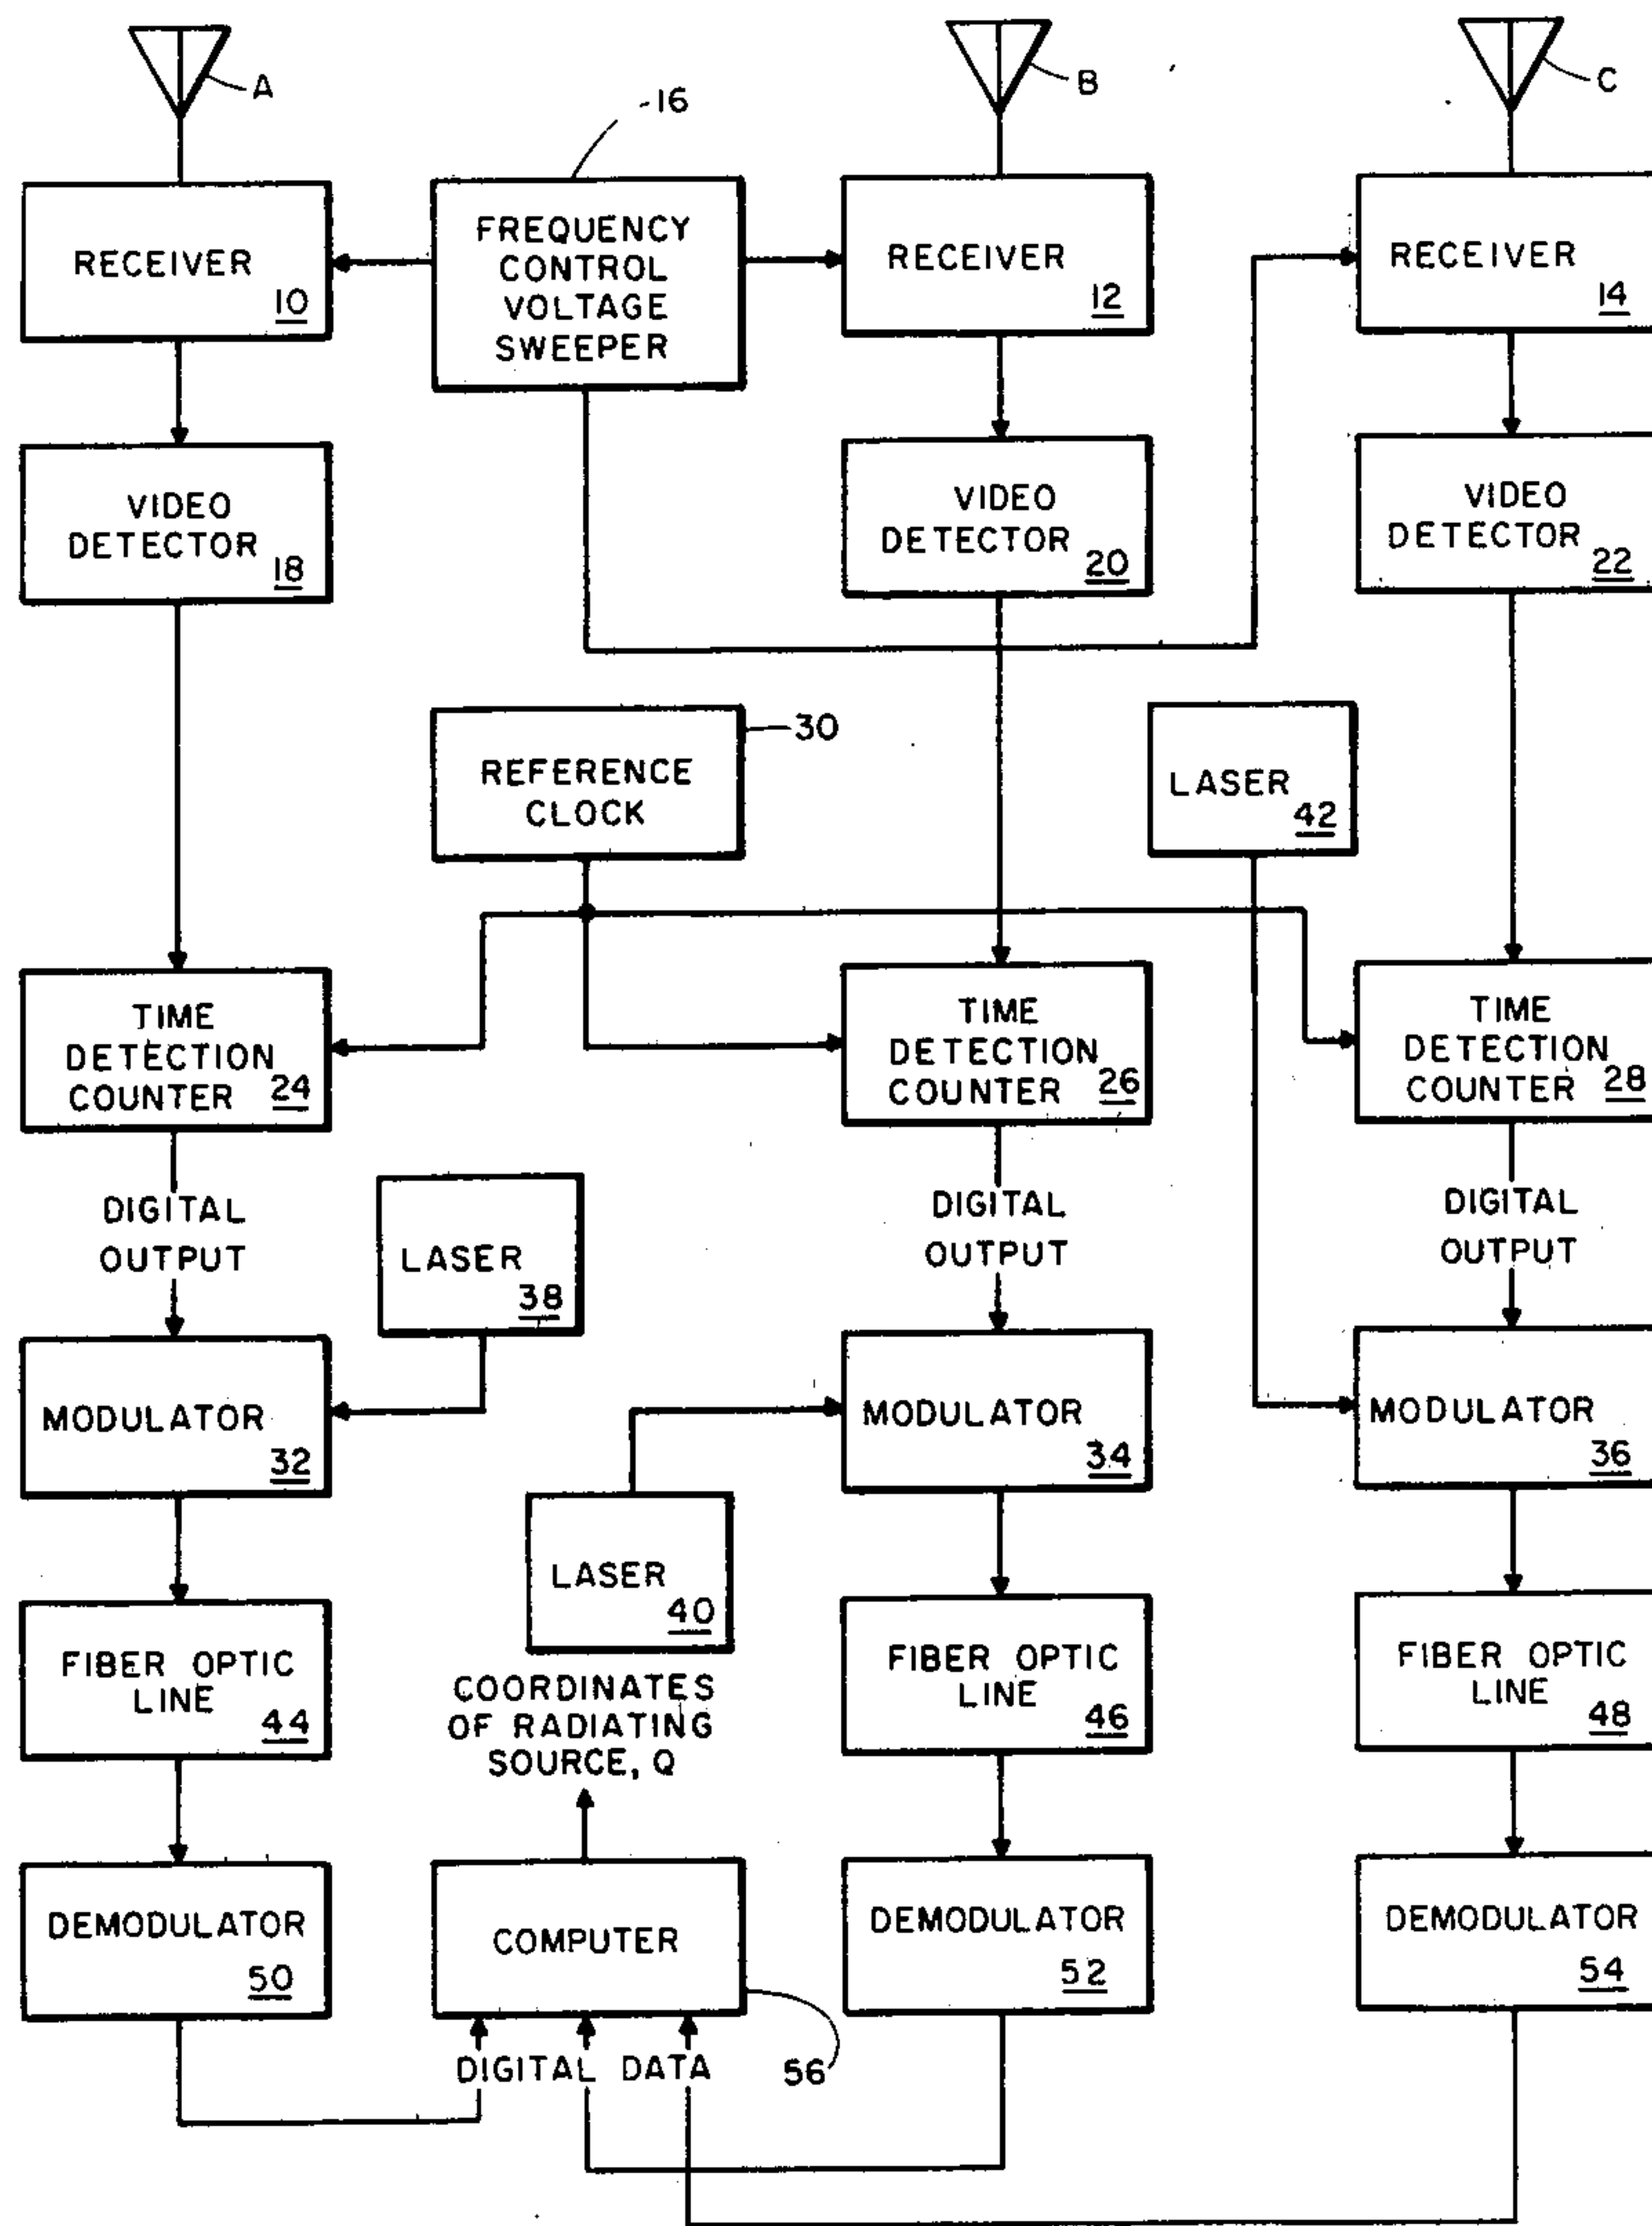 A
B
C
-16
RECEIVER
10
FREQUENCY
CONTROL
VOLTAGE
SWEEPER
RECEIVER
12
RECEIVER
14
VIDEO
DETECTOR
18
VIDEO
DETECTOR
20
VIDEO
DETECTOR
22
REFERENCE
CLOCK
30
LASER
42
TIME
DETECTION
COUNTER 24
TIME
DETECTION
COUNTER 26
TIME
DETECTION
COUNTER 28
DIGITAL
OUTPUT
LASER
38
DIGITAL
OUTPUT
DIGITAL
OUTPUT
MODULATOR
32
MODULATOR
34
MODULATOR
36
LASER
40
FIBER OPTIC
LINE
44
COORDINATES
OF RADIATING
SOURCE, Q
FIBER OPTIC
LINE
46
FIBER OPTIC
LINE
48
DEMODULATOR
50
COMPUTER
DEMODULATOR
52
DEMODULATOR
54
DIGITAL DATA
56